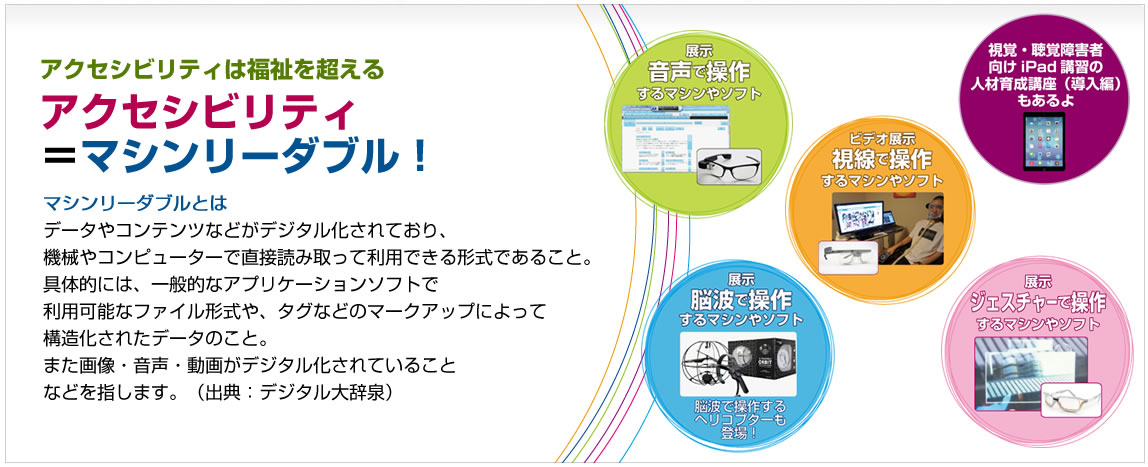 アクセシビリティは福祉を超える
アクセシビリティ
＝マシンリーダブル！
マシンリーダブルとは
データやコンテンツなどがデジタル化されており、
機械やコンピューターで直接読み取って利用できる形式であること。
具体的には、一般的なアプリケーションソフトで
利用可能なファイル形式や、タグなどのマークアップによって
構造化されたデータのこと。
また画像・音声・動画がデジタル化されていること
などを指します。（出典：デジタル大辞泉）
展示
音声で操作
するマシンやソフト
ビデオ展示
視線で操作
するマシンやソフト
視覚・聴覚障害者
向け iPad 講習の
人材育成講座（導入編）
もあるよ
展示
脳波で操作
するマシンやソフト
ORBIT
脳波で操作する
ヘリコプターも
登場！
展示
ジェスチャーで操作
するマシンやソフト